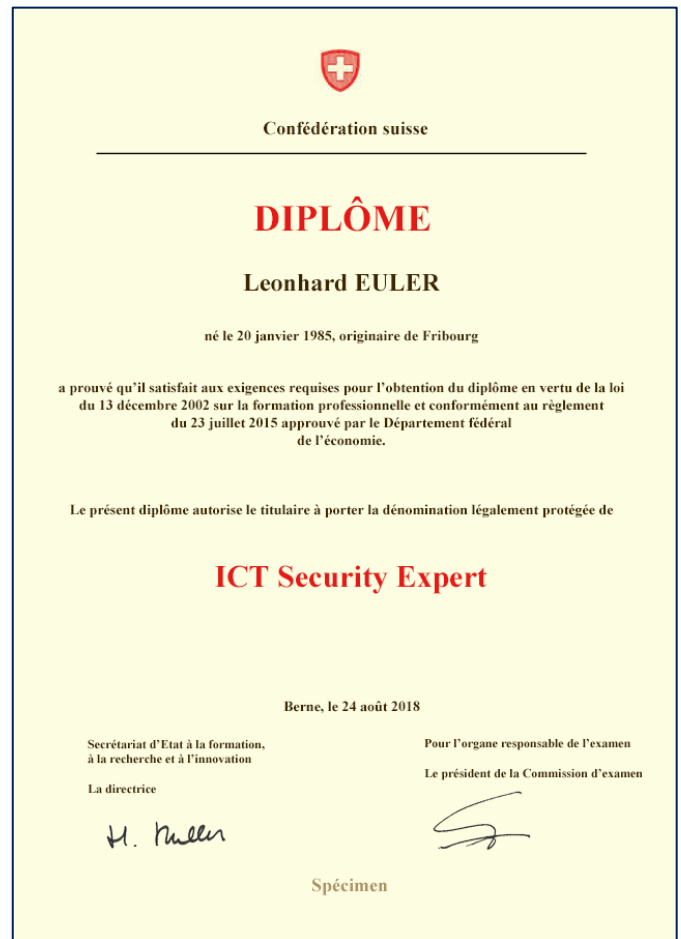 Confédération suisse
DIPLÔME
Leonhard EULER
né le 20 janvier 1985, originaire de Fribourg
a prouvé qu’il satisfait aux exigences requises pour l’obtention du diplôme en vertu de la loi
du 13 décembre 2002 sur la formation professionnelle et conformément au règlement
du 23 juillet 2015 approuvé par le Département fédéral
de l’économie.
Le présent diplôme autorise le titulaire à porter la dénomination légalement protégée de
ICT Security Expert
Berne, le 24 août 2018
Secrétariat d’Etat à la formation,
à la recherche et à l’innovation
La directrice
Pour l’organe responsable de l’examen
Le président de la Commission d’examen
H. Muller
Spécimen